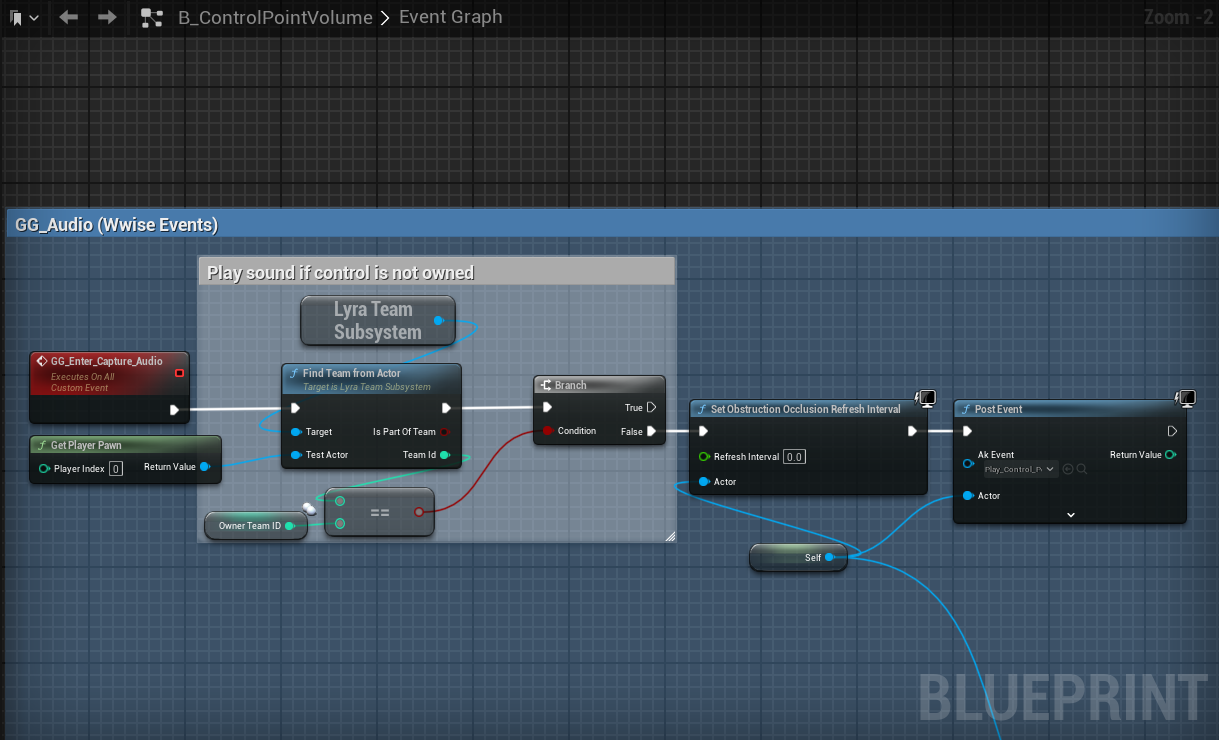 B_ControlPointVolume > Event Graph
Zoom -2
GG_Audio (Wwise Events)
Play sound if control is not owned
Lyra Team
Subsystem
GG_Enter_Capture_Audio
Executes On All
Custom Event
f Find Team from Actor
Target is Lyra Team Subsystem
Target
Is Part Of Team
Test Actor
Team Id
f Get Player Pawn
Player Index 0
Return Value
Owner Team ID
==
Branch
True
Condition
False
f Set Obstruction Occlusion Refresh Interval
Refresh Interval 0.0
Actor
Self
f Post Event
Ak Event
Play_Control_P
Return Value
Actor
BLUEPRINT